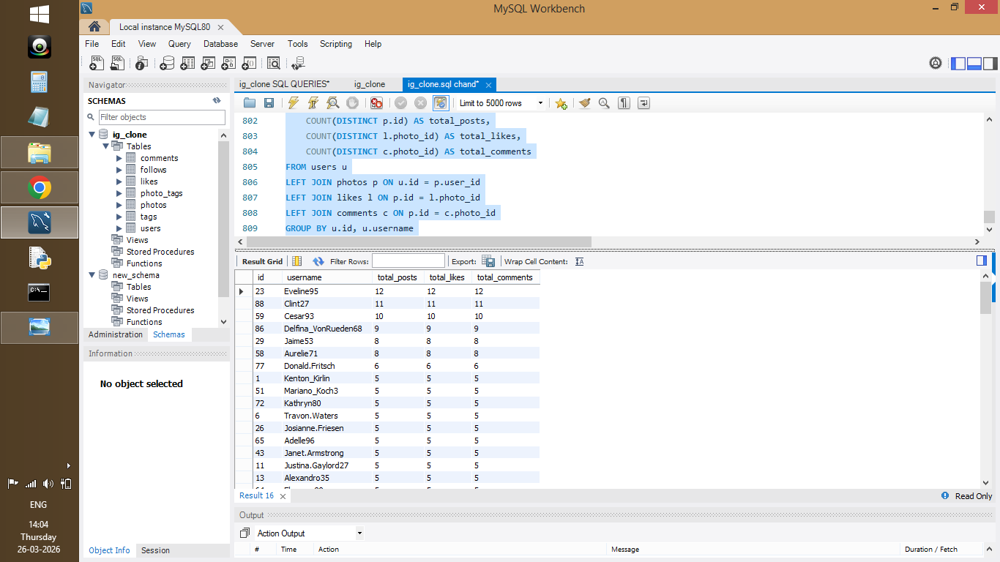 MySQL Workbench
Local instance MySQL80
File Edit View Query Database Server Tools Scripting Help
Navigator
SCHEMAS
Filter objects
ig_clone
Tables
comments
follows
likes
photo_tags
photos
tags
users
Views
Stored Procedures
Functions
new_schema
Tables
Views
Stored Procedures
Functions
Administration Schemas
Information
No object selected
Object Info Session
ig_clone SQL QUERIES* ig_clone ig_clone.sql chand*
Limit to 5000 rows
802 COUNT(DISTINCT p.id) AS total_posts,
803 COUNT(DISTINCT l.photo_id) AS total_likes,
804 COUNT(DISTINCT c.photo_id) AS total_comments
805 FROM users u
806 LEFT JOIN photos p ON u.id = p.user_id
807 LEFT JOIN likes l ON p.id = l.photo_id
808 LEFT JOIN comments c ON p.id = c.photo_id
809 GROUP BY u.id, u.username
Result Grid Filter Rows: Export: Wrap Cell Content:
id username total_posts total_likes total_comments
23 Eveline95 12 12 12
88 Clint27 11 11 11
59 Cesar93 10 10 10
86 Delfina_VonRueden68 9 9 9
29 Jaime53 8 8 8
58 Aurelie71 8 8 8
77 Donald.Fritsch 6 6 6
1 Kenton_Kirlin 5 5 5
51 Mariano_Koch3 5 5 5
72 Kathryn80 5 5 5
6 Travon.Waters 5 5 5
26 Josianne.Friesen 5 5 5
65 Adelle96 5 5 5
43 Janet.Armstrong 5 5 5
11 Justina.Gaylord27 5 5 5
13 Alexandro35 5 5 5
Result 16
Read Only
Output
Action Output
# Time Action Message Duration / Fetch
ENG
14:04
Thursday
26-03-2026